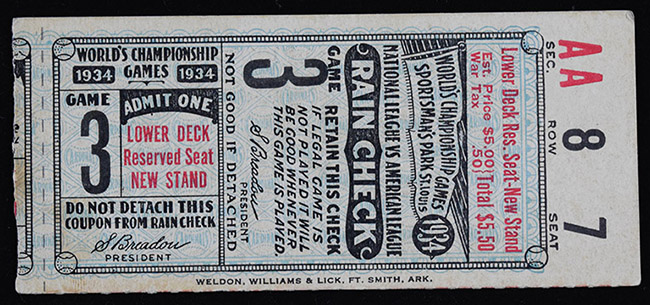 WORLD'S CHAMPIONSHIP
1934 GAMES 1934
GAME
3
ADMIT ONE
LOWER DECK
Reserved Seat
NEW STAND
DO NOT DETACH THIS
COUPON FROM RAIN CHECK
S Breadon
PRESIDENT
NOT GOOD IF DETACHED
3
GAME
S Breadon
PRESIDENT
RETAIN THIS CHECK
IF LEGAL GAME IS
NOT PLAYED IT WILL
BE GOOD WHENEVER
THIS GAME IS PLAYED.
RAIN CHECK
NATIONAL LEAGUE VS AMERICAN LEAGUE
WORLD'S CHAMPIONSHIP GAMES
SPORTSMAN'S PARK ST. LOUIS
1934
Lower Deck Res. Seat-New Stand
Est. Price $5.00
War Tax .50
Total $5.50
SEC.
AA
ROW
8
SEAT
7
WELDON, WILLIAMS & LICK, FT. SMITH, ARK.